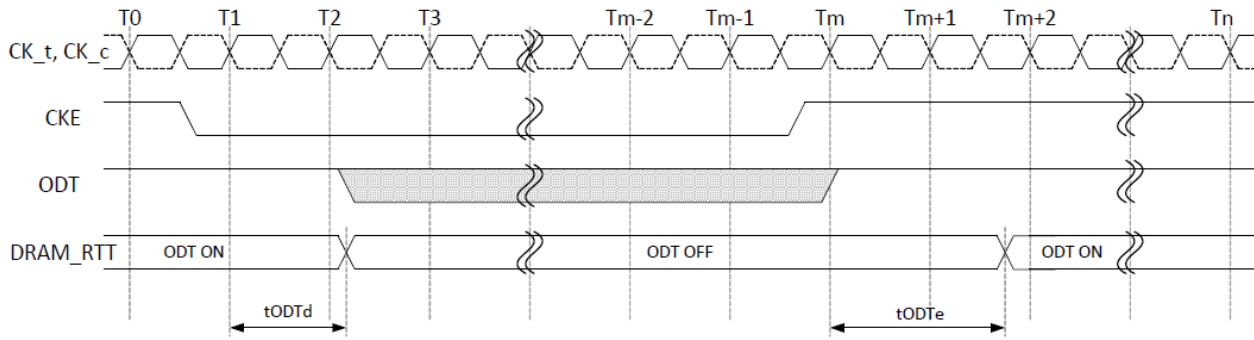 T0 T1 T2 T3 Tm-2 Tm-1 Tm Tm+1 Tm+2 Tn
CK_t, CK_c
CKE
ODT
DRAM_RTT ODT ON ODT OFF ODT ON
tODTd tODTe